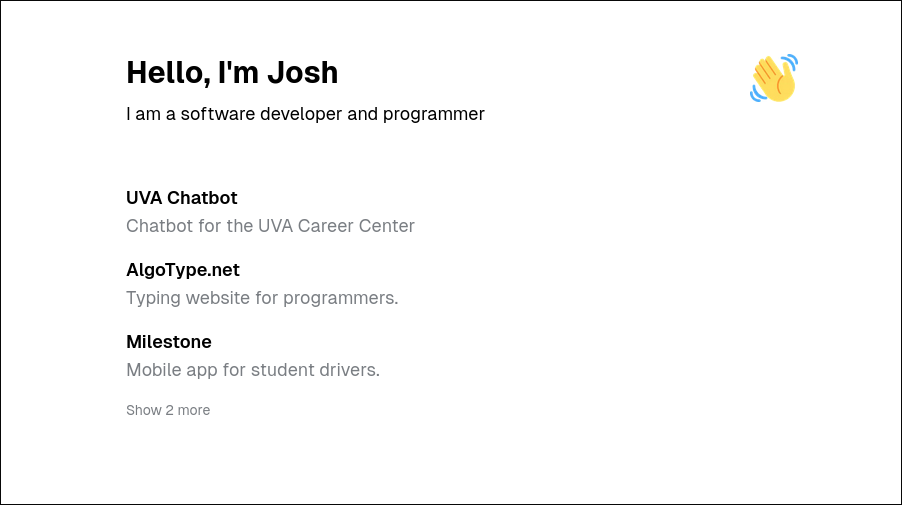 Hello, I'm Josh
I am a software developer and programmer
UVA Chatbot
Chatbot for the UVA Career Center
AlgoType.net
Typing website for programmers.
Milestone
Mobile app for student drivers.
Show 2 more